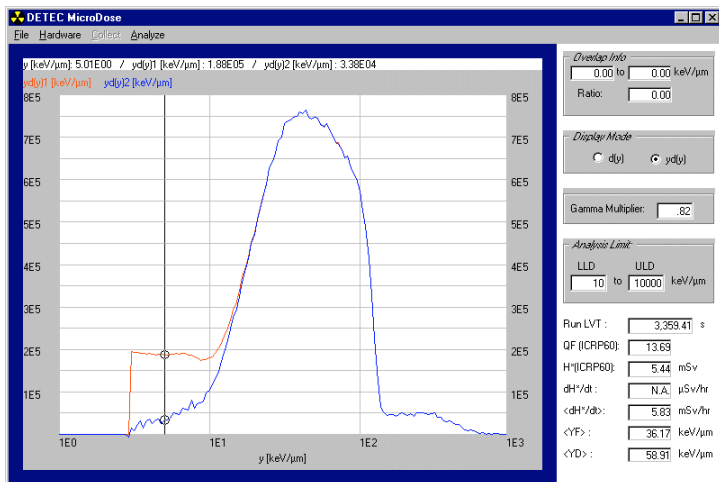 DETEC MicroDose
File Hardware Collect Analyze
y [keV/µm]: 5.01E00 / yd(y)1 [keV/µm] : 1.88E05 / yd(y)2 [keV/µm] : 3.38E04
yd(y)1 [keV/µm] yd(y)2 [keV/µm]
8E5 8E5
7E5 7E5
6E5 6E5
5E5 5E5
4E5 4E5
3E5 3E5
2E5 2E5
1E5 1E5
1E0 1E1 1E2 1E3
y [keV/µm]
Overlap Info
0.00 to 0.00 keV/µm
Ratio: 0.00
Display Mode
d(y) yd(y)
Gamma Multiplier: .82
Analysis Limit
LLD ULD
10 to 10000 keV/µm
Run LVT : 3,359.41 s
QF (ICRP60): 13.69
H*(ICRP60): 5.44 mSv
dH*/dt : N.A. µSv/hr
<dH*/dt>: 5.83 mSv/hr
<YF> : 36.17 keV/µm
<YD> : 58.91 keV/µm